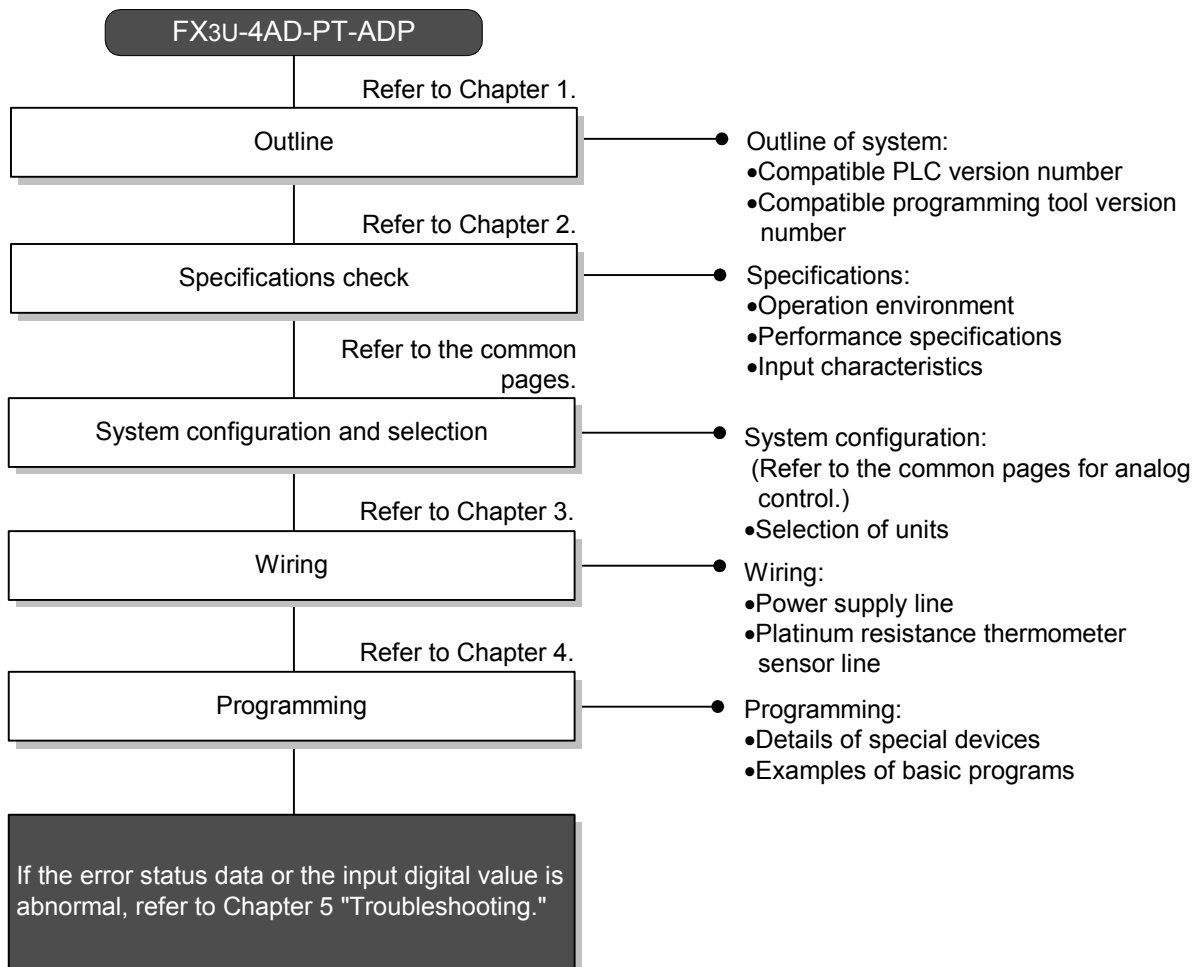 FX3U-4AD-PT-ADP
Refer to Chapter 1.
Outline
Outline of system:
•Compatible PLC version number
•Compatible programming tool version
number
Refer to Chapter 2.
Specifications check
Specifications:
•Operation environment
•Performance specifications
•Input characteristics
Refer to the common
pages.
System configuration and selection
System configuration:
(Refer to the common pages for analog
control.)
•Selection of units
Refer to Chapter 3.
Wiring
Wiring:
•Power supply line
•Platinum resistance thermometer
sensor line
Refer to Chapter 4.
Programming
Programming:
•Details of special devices
•Examples of basic programs
If the error status data or the input digital value is
abnormal, refer to Chapter 5 "Troubleshooting."